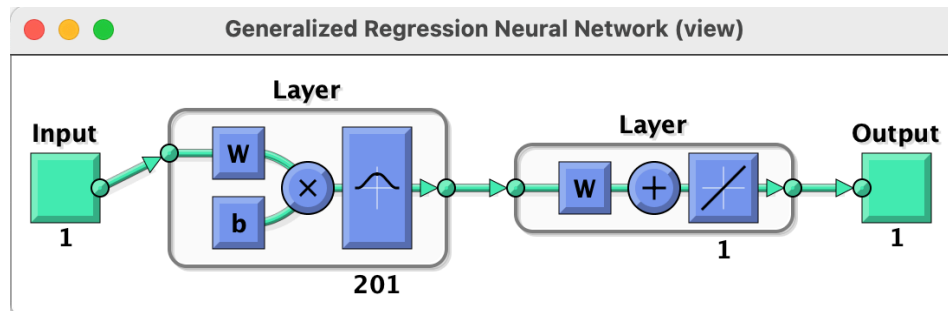 Generalized Regression Neural Network (view)
Layer
Layer
Input
Output
W
b
W
1
201
1
1